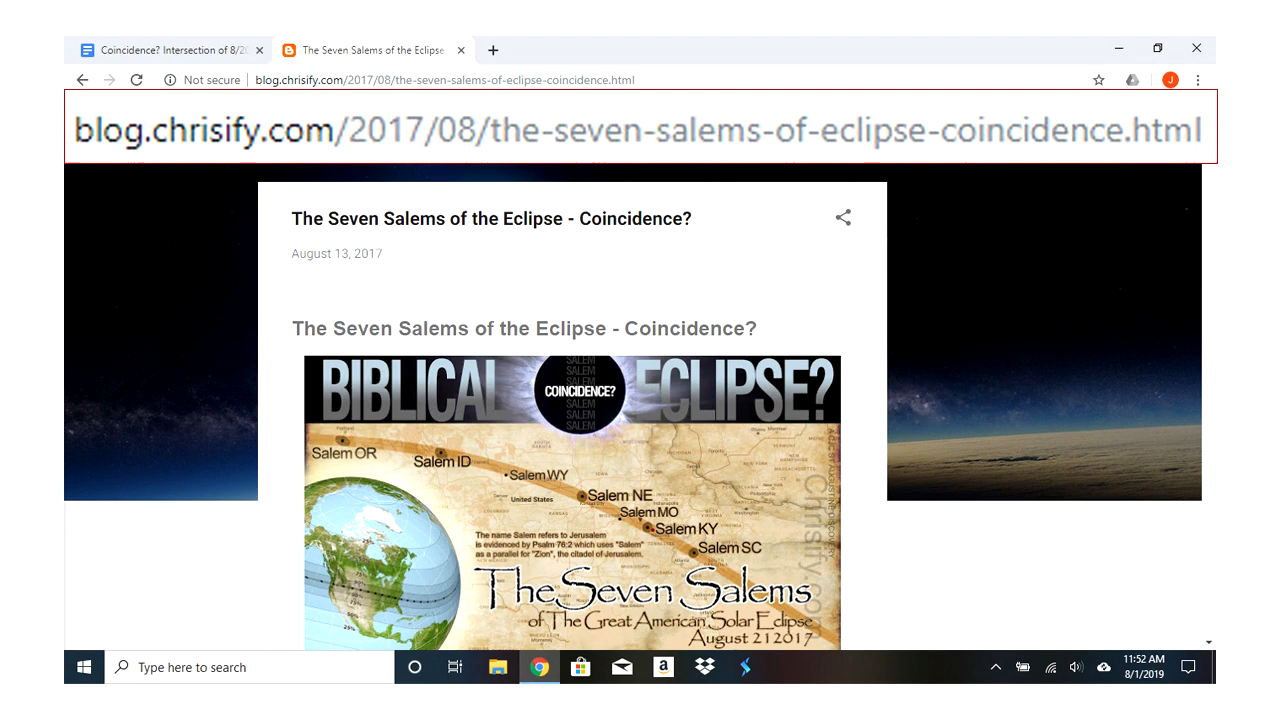 Coincidence? Intersection of 8/2
The Seven Salems of the Eclipse
Not secure | blog.chrisify.com/2017/08/the-seven-salems-of-eclipse-coincidence.html
J
blog.chrisify.com/2017/08/the-seven-salems-of-eclipse-coincidence.html
The Seven Salems of the Eclipse - Coincidence?
August 13, 2017
The Seven Salems of the Eclipse - Coincidence?
SALEM
SALEM
SALEM
BIBLICAL COINCIDENCE? ECLIPSE?
SALEM
SALEM
SALEM
Salem OR
Salem ID
Salem WY
United States
Salem NE
Salem MO
Salem KY
Salem SC
The name Salem refers to Jerusalem
is evidenced by Psalm 76:2 which uses "Salem"
as a parallel for "Zion", the citadel of Jerusalem.
Chrisify.com
The Seven Salems
of The Great American Solar Eclipse
August 21 2017
Type here to search
a
11:52 AM
8/1/2019